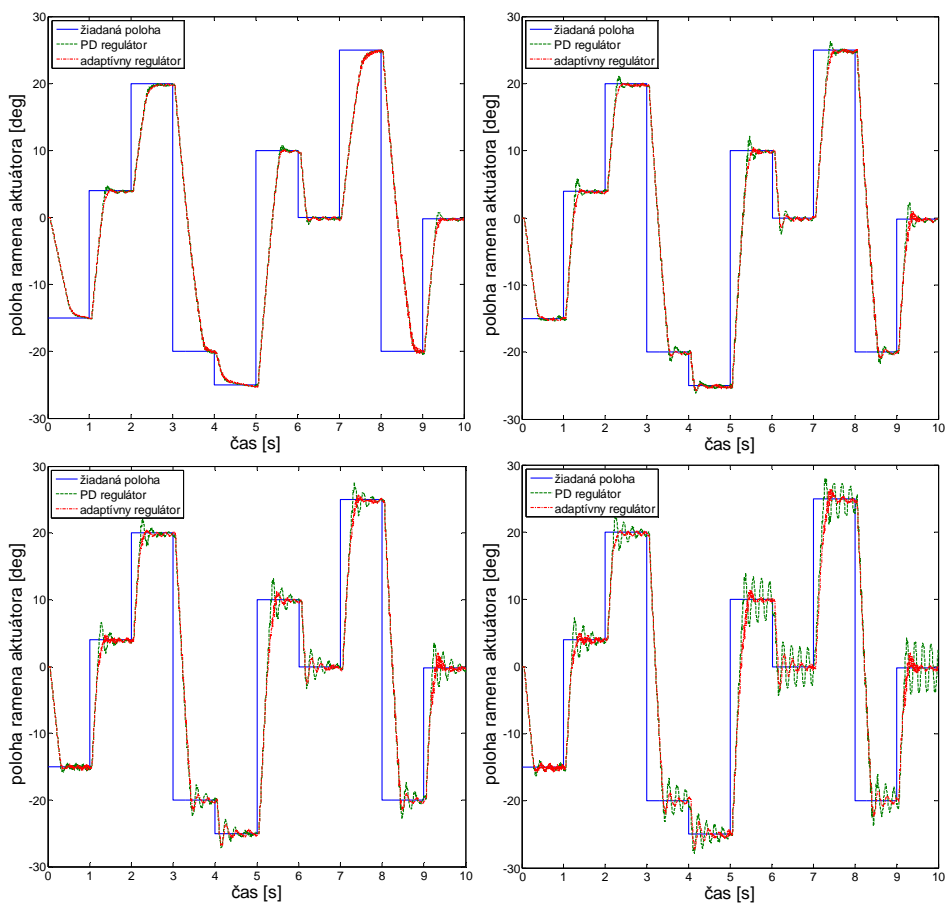 žiadaná poloha
PD regulátor
adaptívny regulátor
poloha ramena aktuátora [deg]
30
20
10
0
-10
-20
-30
0 1 2 3 4 5 6 7 8 9 10
čas [s]
žiadaná poloha
PD regulátor
adaptívny regulátor
poloha ramena aktuátora [deg]
30
20
10
0
-10
-20
-30
0 1 2 3 4 5 6 7 8 9 10
čas [s]
žiadaná poloha
PD regulátor
adaptívny regulátor
poloha ramena aktuátora [deg]
30
20
10
0
-10
-20
-30
0 1 2 3 4 5 6 7 8 9 10
čas [s]
žiadaná poloha
PD regulátor
adaptívny regulátor
poloha ramena aktuátora [deg]
30
20
10
0
-10
-20
-30
0 1 2 3 4 5 6 7 8 9 10
čas [s]